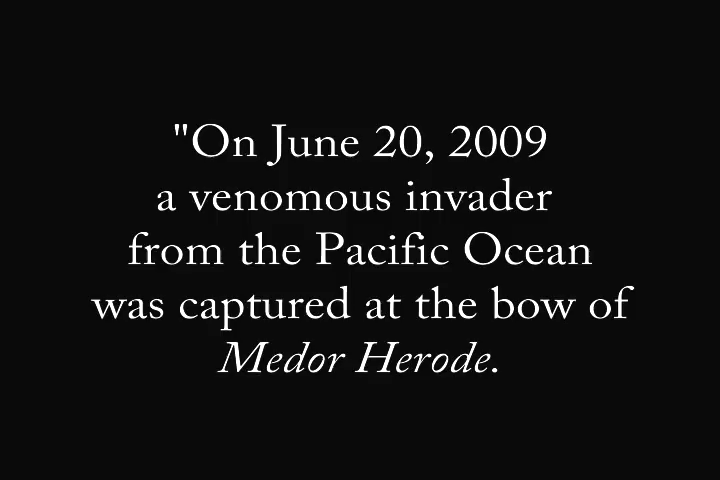 "On June 20, 2009
a venomous invader
from the Pacific Ocean
was captured at the bow of
Medor Herode.